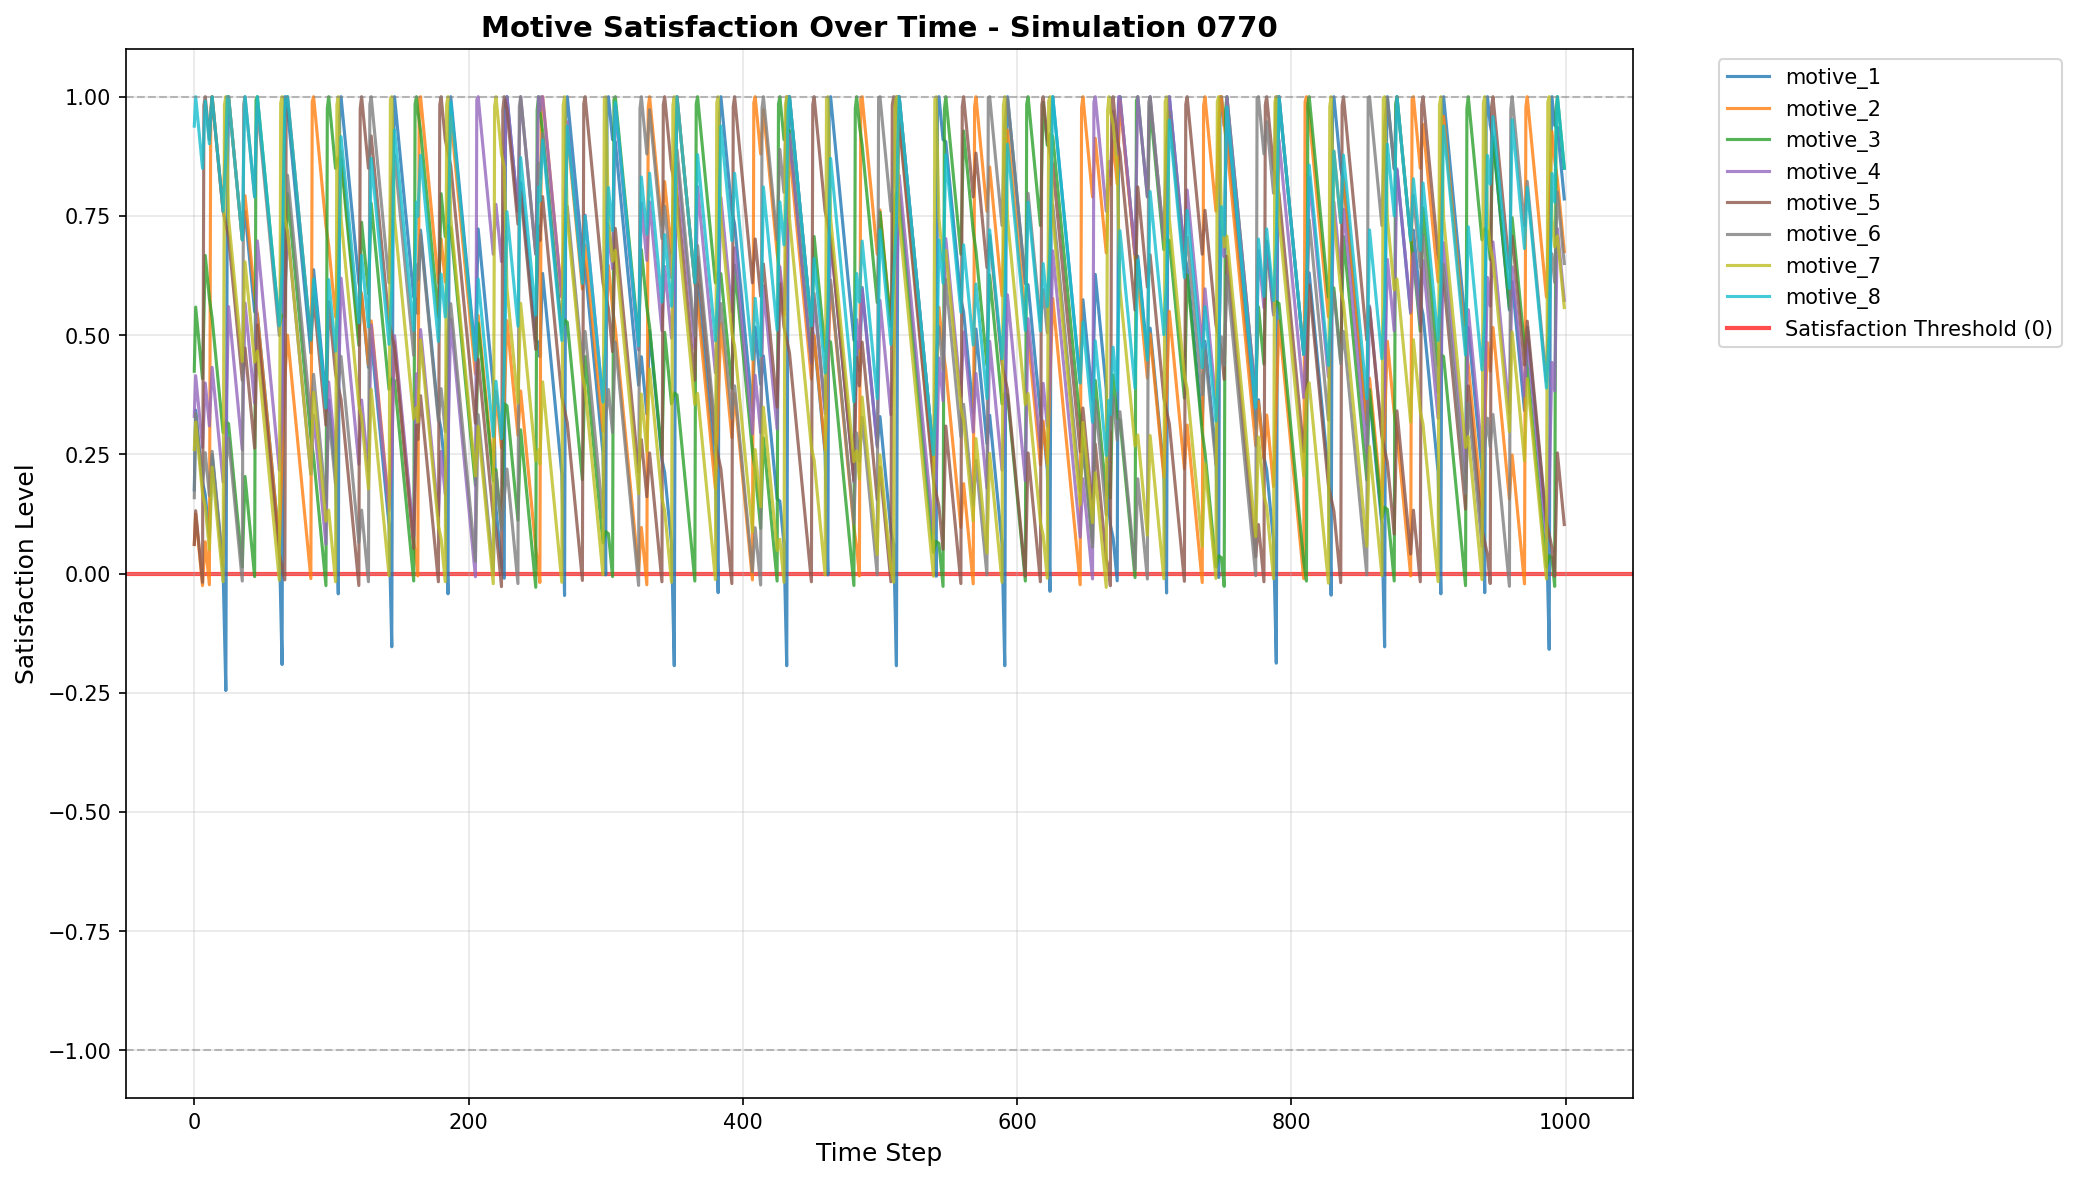 Motive Satisfaction Over Time - Simulation 0770
1.00
0.75
0.50
0.25
0.00
−0.25
−0.50
−0.75
−1.00
Satisfaction Level
0
200
400
600
800
1000
Time Step
motive_1
motive_2
motive_3
motive_4
motive_5
motive_6
motive_7
motive_8
Satisfaction Threshold (0)